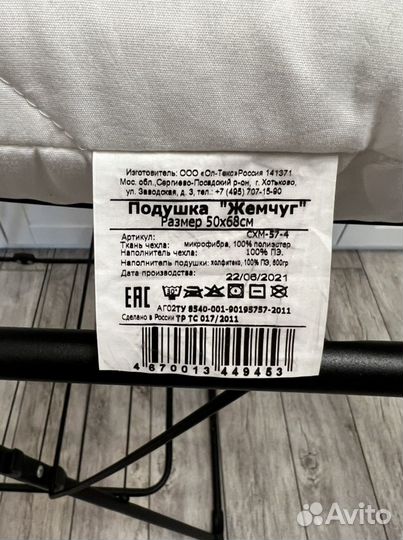 Изготовитель: ООО «Ол-Текс»Россия 141371
Мос. обл.,Сергиево-Посадский р-он, г. Хотьково,
ул. Заводская, д. 3, тел.: +7 (495) 707-15-90
Подушка "Жемчуг"
Размер 50х68см
Артикул: СХМ-57-4
Ткань чехла: микрофибра, 100% полиэстер
Наполнитель чехла: 100% ПЭ.
Наполнитель подушки: холфитекс, 100% ПЭ, 800гр
Дата производства: 22/06/2021
ЕАС
АГ02ТУ 8540-001-90195757-2011
Сделано в России ТР ТС 017/2011
4 670013 449453
Avito